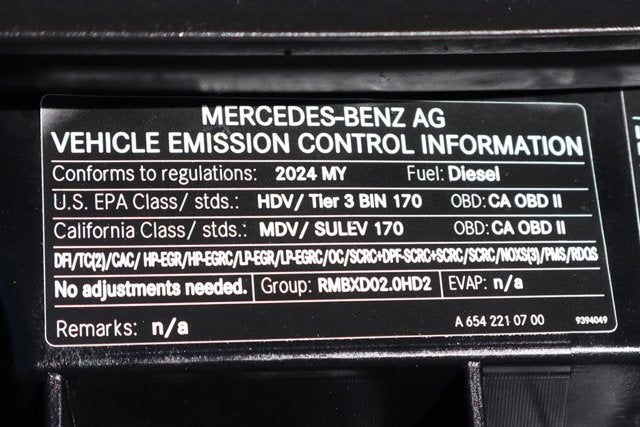 MERCEDES-BENZ AG
VEHICLE EMISSION CONTROL INFORMATION
Conforms to regulations: 2024 MY Fuel: Diesel
U.S. EPA Class/ stds.: HDV/ Tier 3 BIN 170 OBD: CA OBD II
California Class/ stds.: MDV/ SULEV 170 OBD: CA OBD II
DFI/TC(2)/CAC/ HP-EGR/HP-EGRC/LP-EGR/LP-EGRC/OC/SCRC+DPF-SCRC+SCRC/SCRC/NOXS(3)/PMS/RDQS
No adjustments needed. Group: RMBXD02.0HD2 EVAP: n/a
Remarks: n/a A 654 221 07 00 9394049